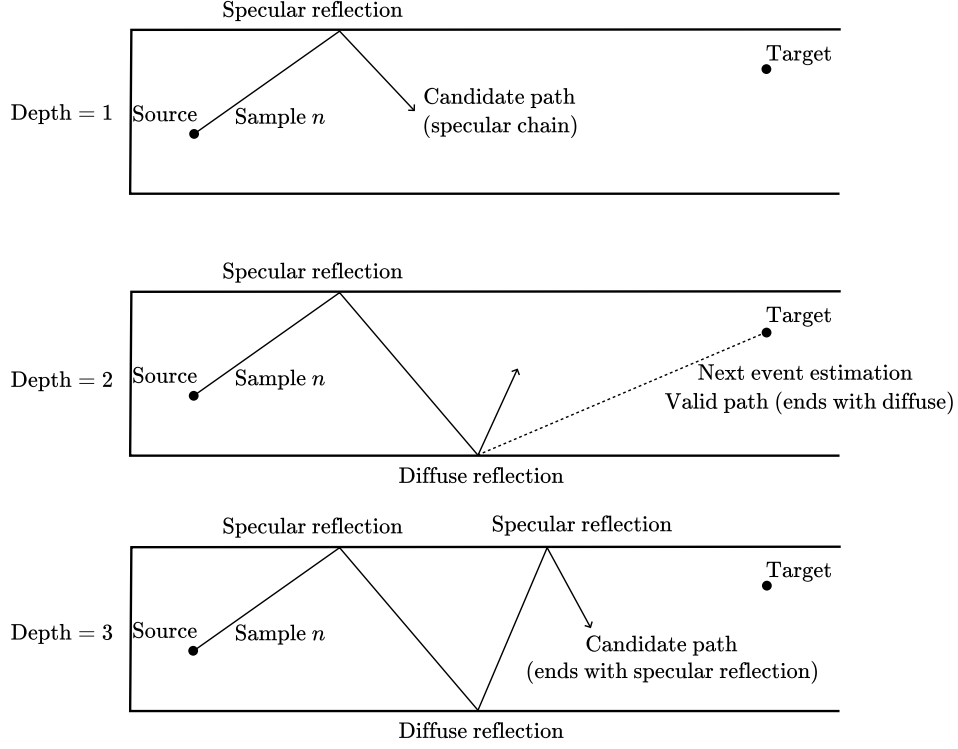 Specular reflection
Target
Depth = 1
Source
Sample n
Candidate path
(specular chain)
Specular reflection
Target
Depth = 2
Source
Sample n
Next event estimation
Valid path (ends with diffuse)
Diffuse reflection
Specular reflection
Specular reflection
Target
Depth = 3
Source
Sample n
Candidate path
(ends with specular reflection)
Diffuse reflection